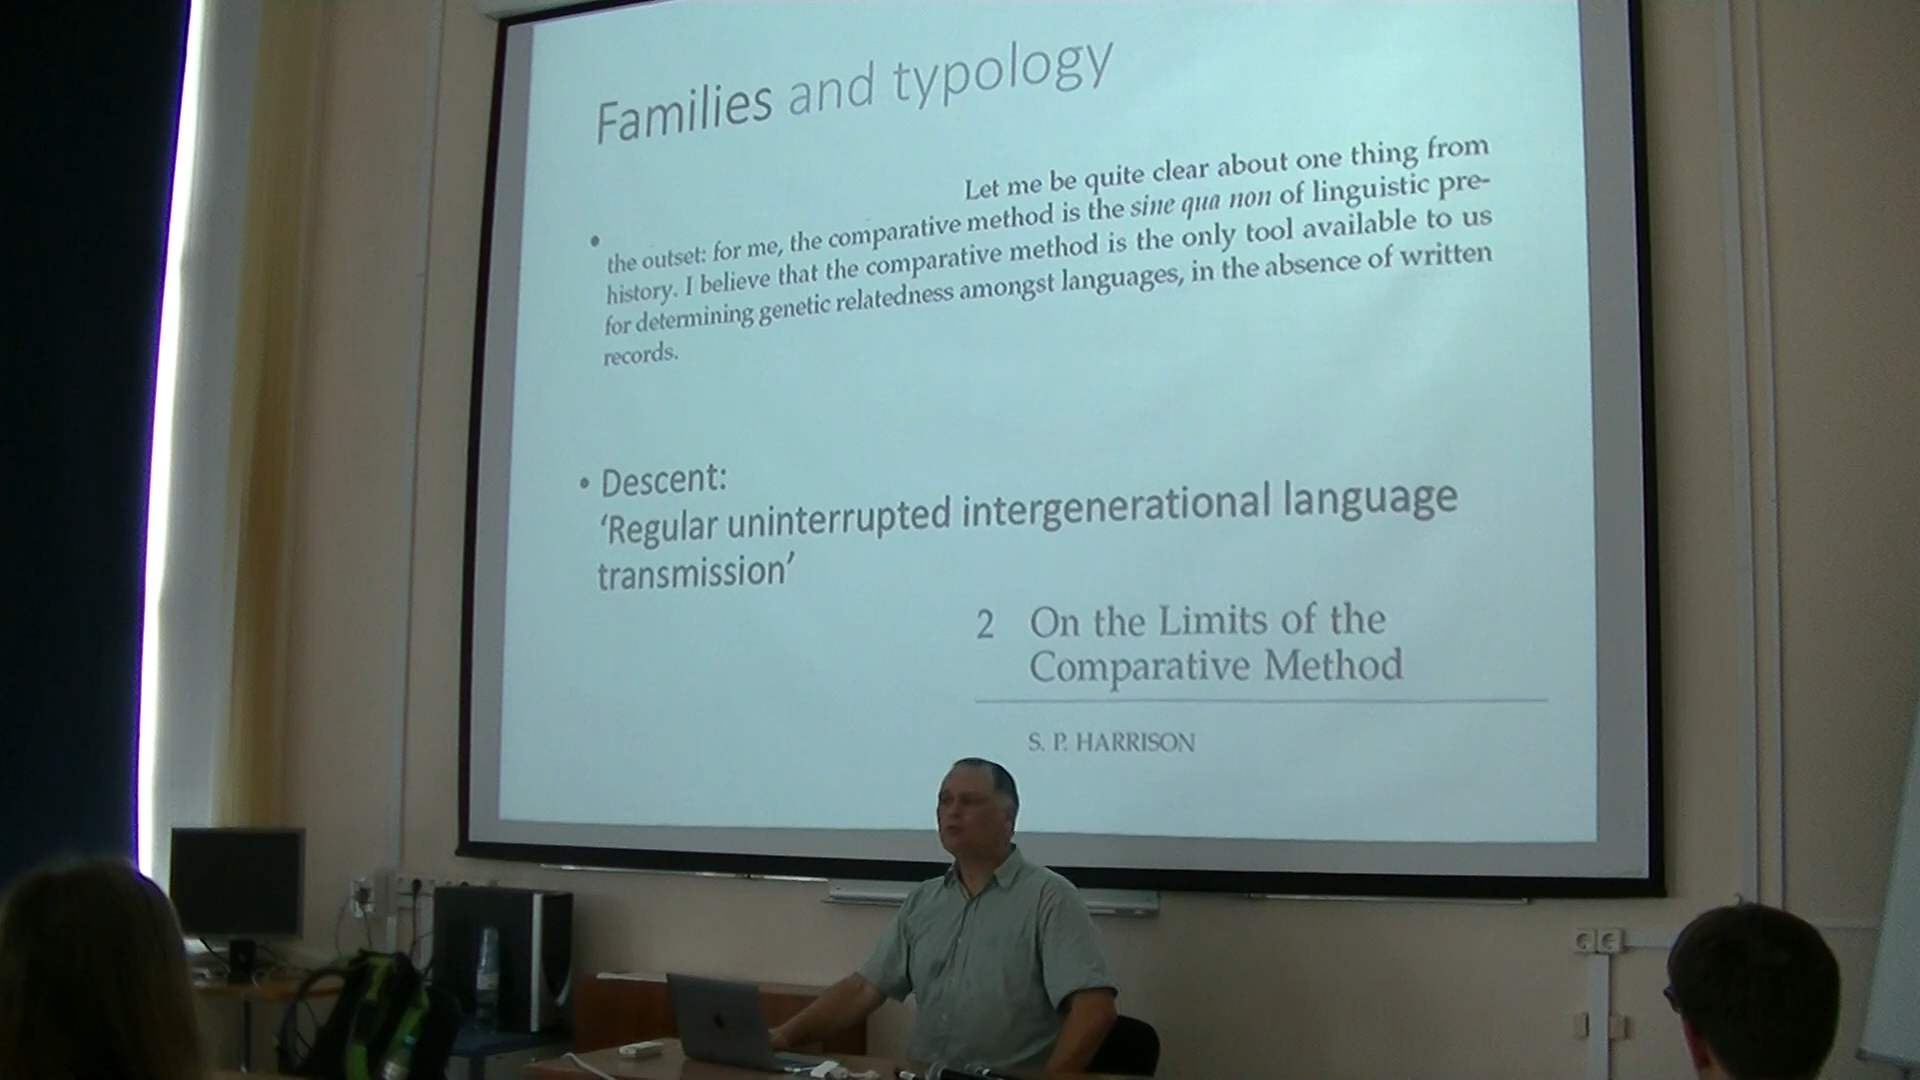 Families and typology
Let me be quite clear about one thing from
the outset: for me, the comparative method is the sine qua non of linguistic pre-
history. I believe that the comparative method is the only tool available to us
for determining genetic relatedness amongst languages, in the absence of written
records.
• Descent:
‘Regular uninterrupted intergenerational language
transmission’
2 On the Limits of the
Comparative Method
S. P. HARRISON